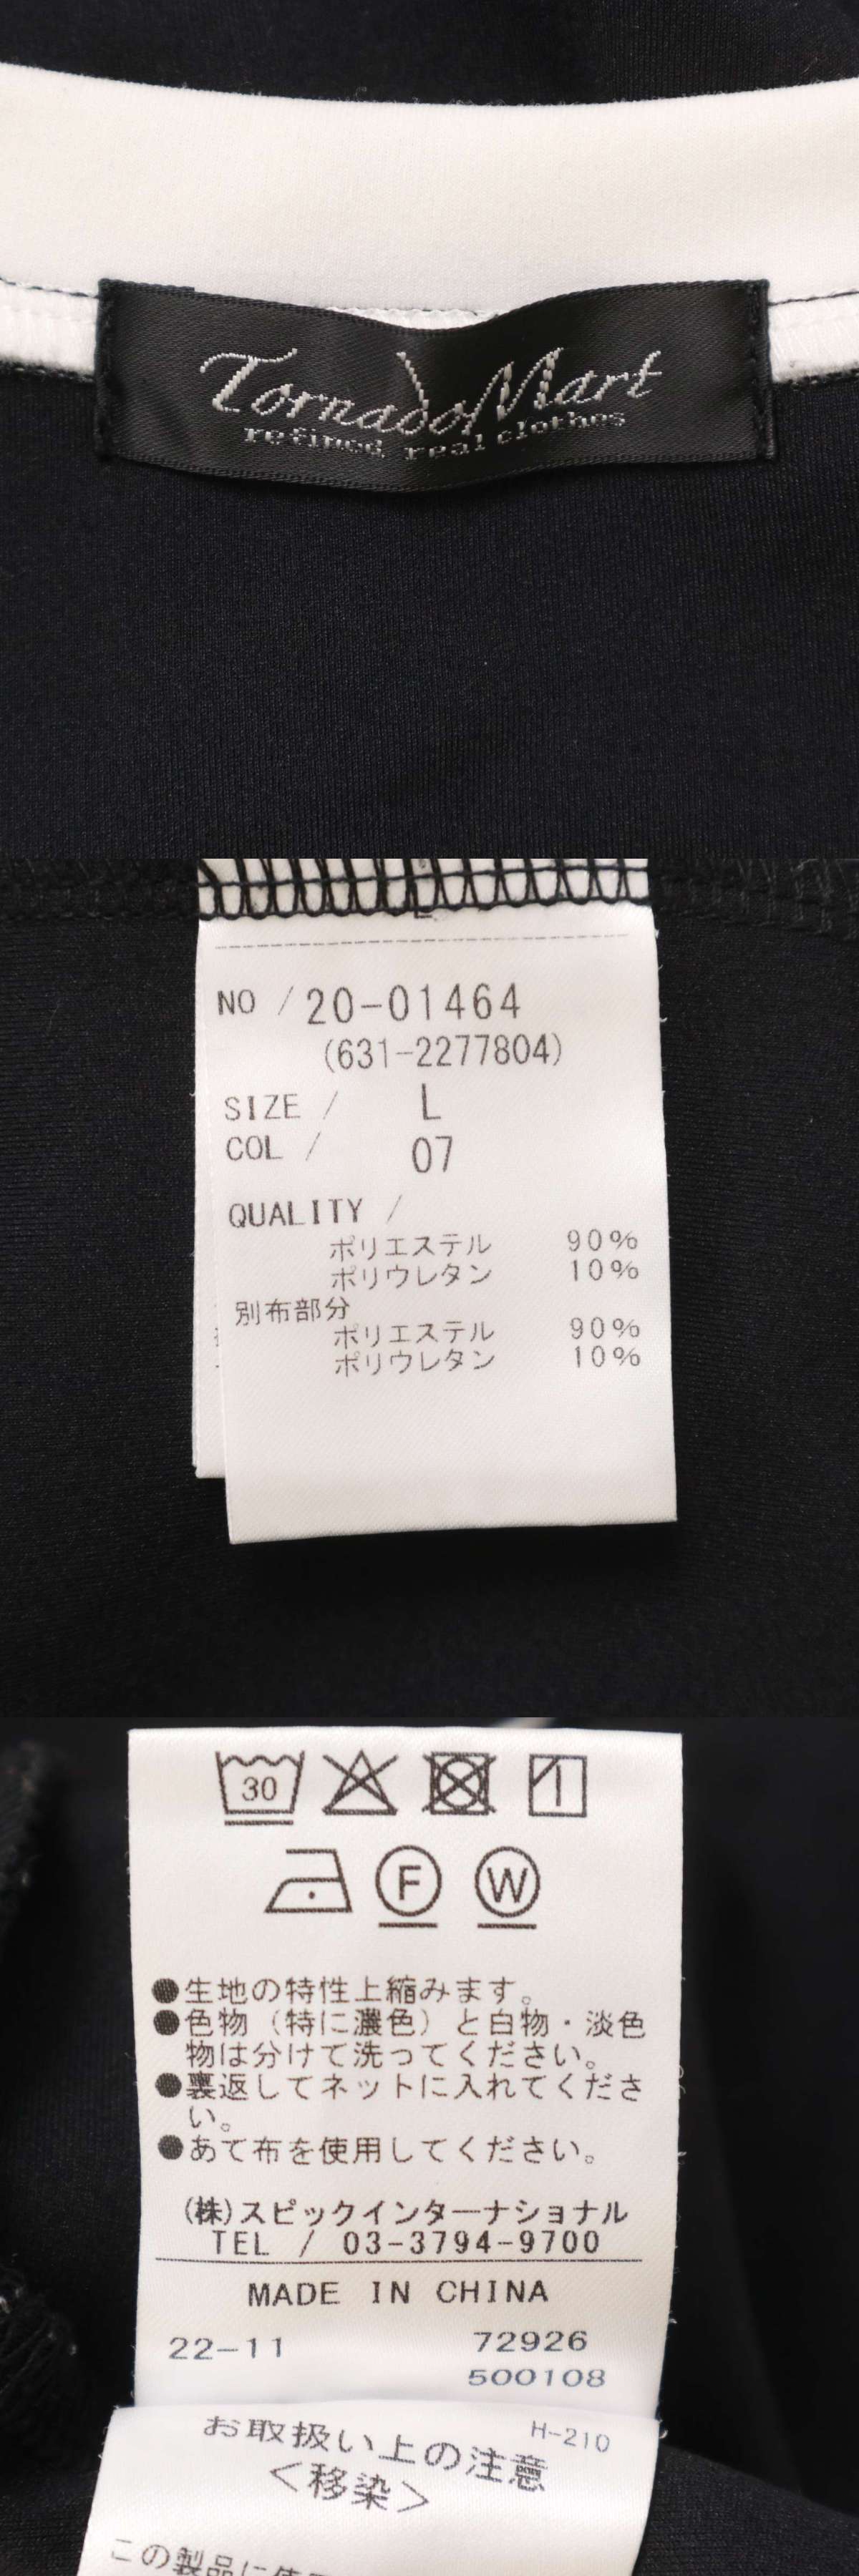 TornadoMart
refined real clothes
NO / 20-01464
(631-2277804)
SIZE / L
COL / 07
QUALITY /
ポリエステル 90%
ポリウレタン 10%
別布部分
ポリエステル 90%
ポリウレタン 10%
30
F W
●生地の特性上縮みます。
●色物（特に濃色）と白物・淡色
物は分けて洗ってください。
●裏返してネットに入れてくださ
い。
●あて布を使用してください。
(株)スピックインターナショナル
TEL / 03-3794-9700
MADE IN CHINA
22-11 72926
500108
H-210
お取扱い上の注意
＜移染＞
この製品に使